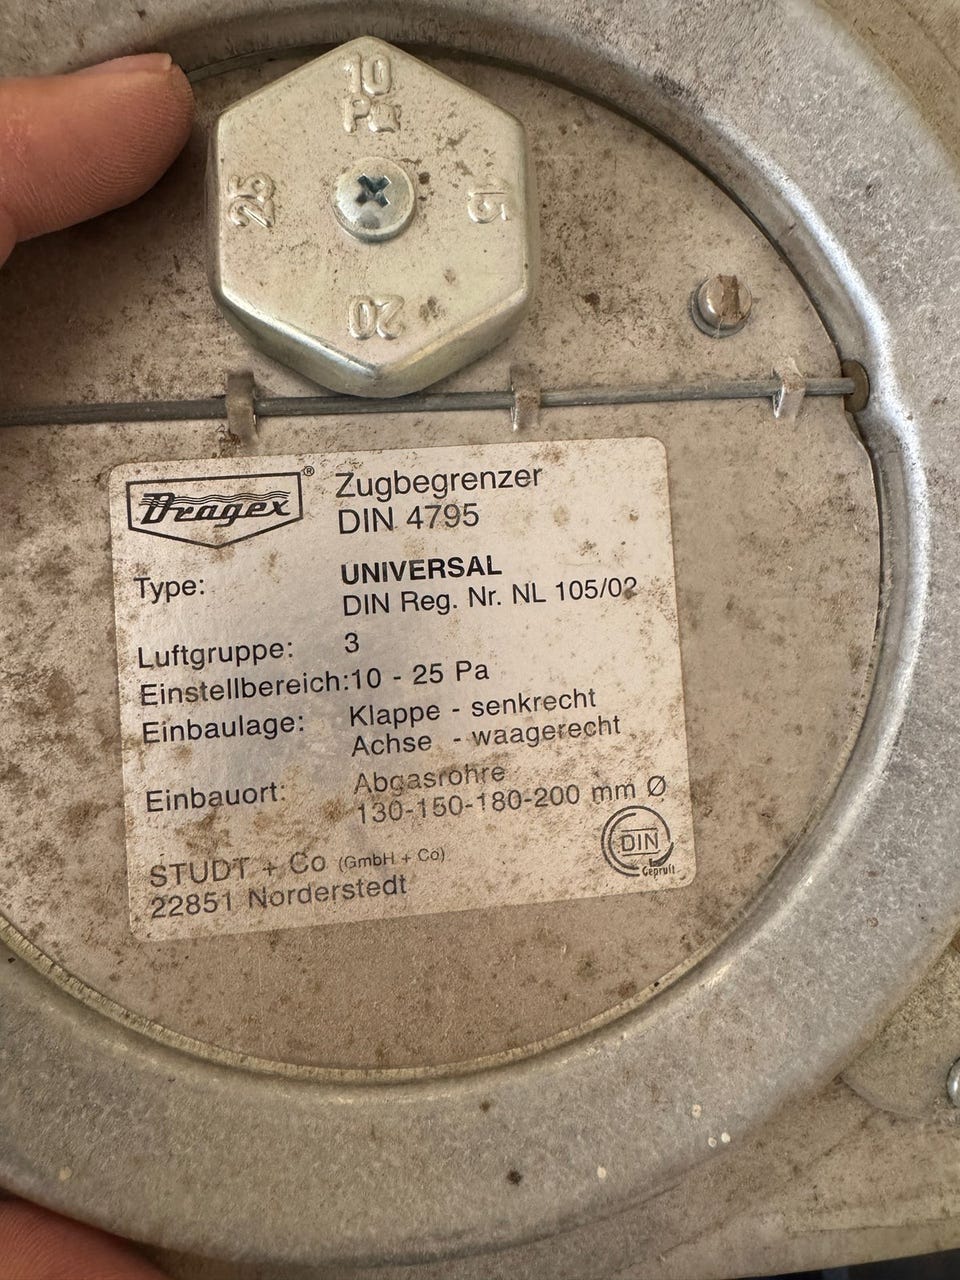 10
Pa
25
15
20
Dragex®
Zugbegrenzer
DIN 4795
Type: UNIVERSAL
DIN Reg. Nr. NL 105/02
Luftgruppe: 3
Einstellbereich:10 - 25 Pa
Einbaulage: Klappe - senkrecht
Achse - waagerecht
Einbauort: Abgasrohre
130-150-180-200 mm Ø
DIN
Geprüft
STUDT + Co (GmbH + Co)
22851 Norderstedt